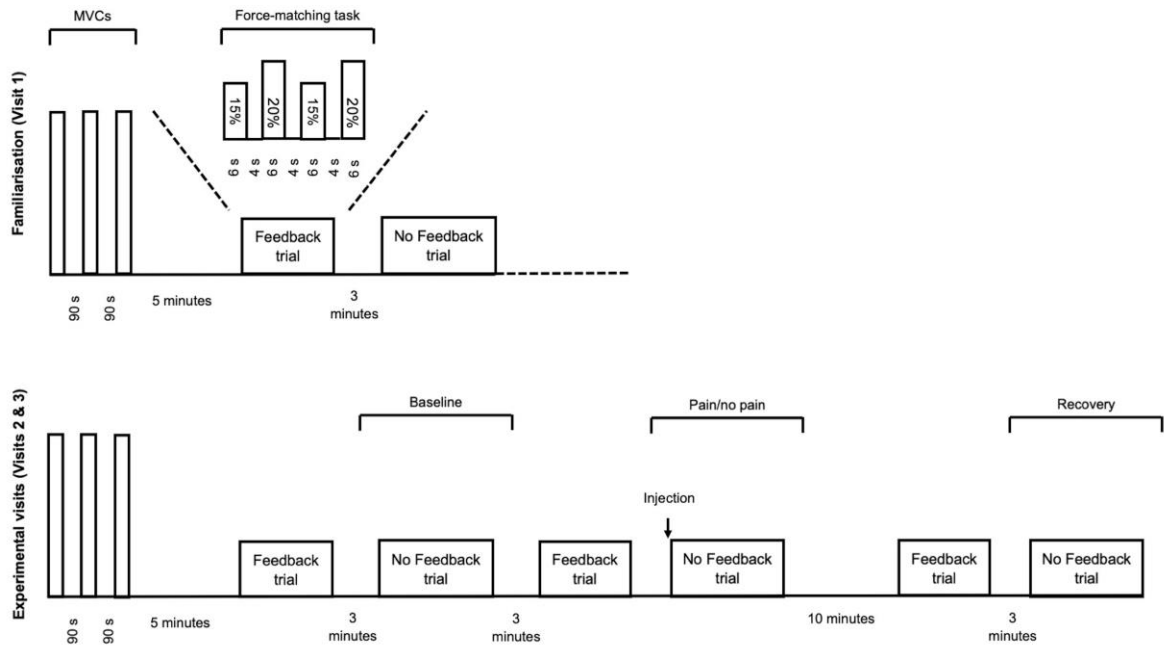 MVCs
Force-matching task
Familiarisation (Visit 1)
15%
20%
15%
20%
6 s
4 s
6 s
4 s
6 s
4 s
6 s
Feedback
trial
No Feedback
trial
90 s
90 s
5 minutes
3
minutes
Experimental visits (Visits 2 & 3)
Baseline
Pain/no pain
Recovery
Injection
Feedback
trial
No Feedback
trial
Feedback
trial
No Feedback
trial
Feedback
trial
No Feedback
trial
90 s
90 s
5 minutes
3
minutes
3
minutes
10 minutes
3
minutes